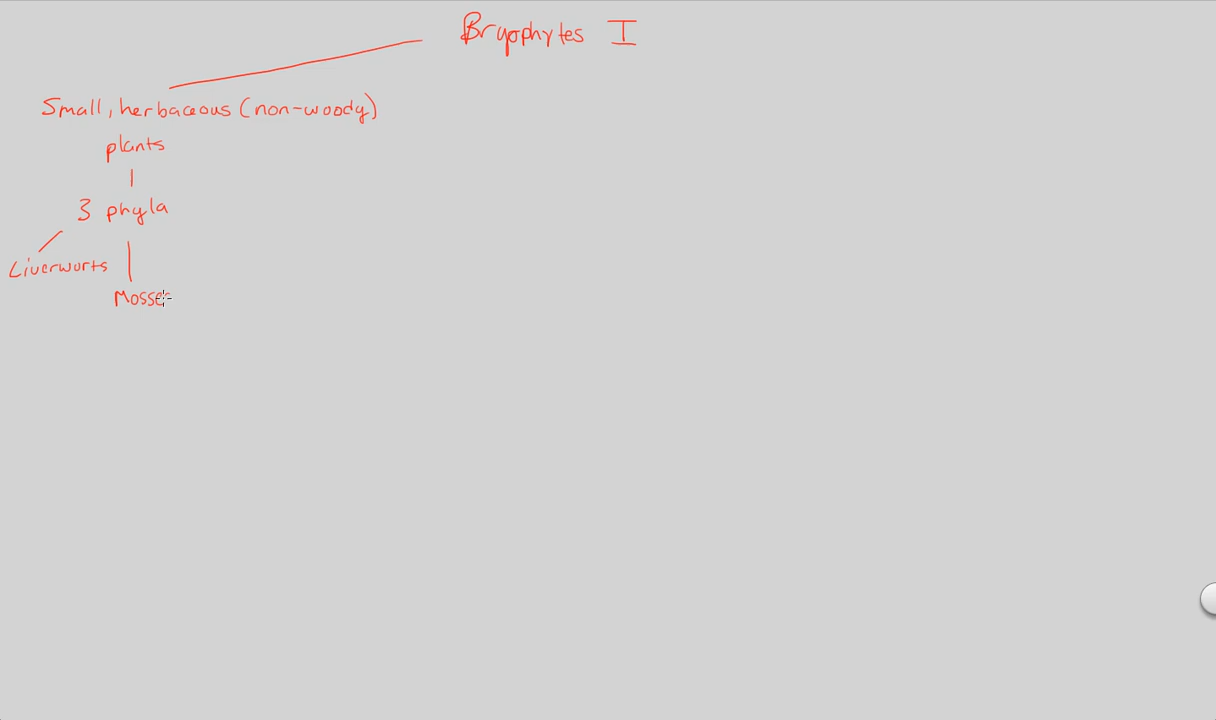 Bryophytes I
Small, herbaceous (non-woody)
plants
3 phyla
Liverworts
Mosses